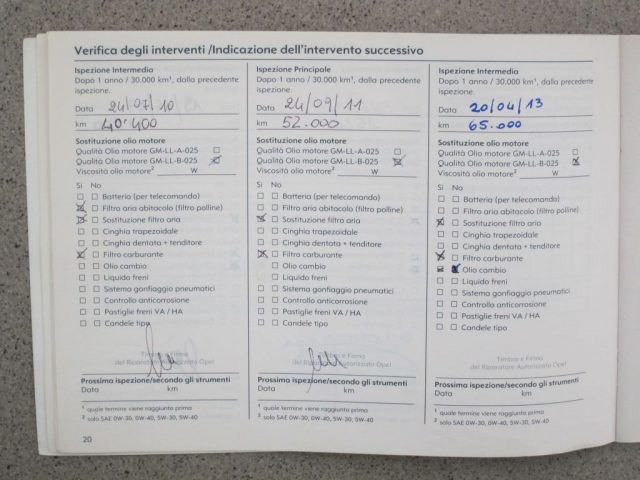 Verifica degli interventi /Indicazione dell'intervento successivo
Ispezione Intermedia
Dopo 1 anno / 30.000 km¹, dalla precedente
ispezione.
Data 24/07/10
km 40'400
Sostituzione olio motore
Qualità Olio motore GM-LL-A-025
Qualità Olio motore GM-LL-B-025
Viscosità olio motore² W
Sì No
Batteria (per telecomando)
Filtro aria abitacolo (filtro polline)
Sostituzione filtro aria
Cinghia trapezoidale
Cinghia dentata + tenditore
Filtro carburante
Olio cambio
Liquido freni
Sistema gonfiaggio pneumatici
Controllo anticorrosione
Pastiglie freni VA / HA
Candele tipo
Timbro e Firma
del Riparatore Autorizzato Opel
Prossima ispezione/secondo gli strumenti
Data km
¹ quale termine viene raggiunto prima
² solo SAE 0W-30, 0W-40, 5W-30, 5W-40
20
Ispezione Principale
Dopo 1 anno / 30.000 km¹, dalla precedente
ispezione.
Data 24/09/11
km 52.000
Sostituzione olio motore
Qualità Olio motore GM-LL-A-025
Qualità Olio motore GM-LL-B-025
Viscosità olio motore² W
Sì No
Batteria (per telecomando)
Filtro aria abitacolo (filtro polline)
Sostituzione filtro aria
Cinghia trapezoidale
Cinghia dentata + tenditore
Filtro carburante
Olio cambio
Liquido freni
Sistema gonfiaggio pneumatici
Controllo anticorrosione
Pastiglie freni VA / HA
Candele tipo
Timbro e Firma
del Riparatore Autorizzato Opel
Prossima ispezione/secondo gli strumenti
Data km
¹ quale termine viene raggiunto prima
² solo SAE 0W-30, 0W-40, 5W-30, 5W-40
Ispezione Intermedia
Dopo 1 anno / 30.000 km¹, dalla precedente
ispezione.
Data 20/04/13
km 65.000
Sostituzione olio motore
Qualità Olio motore GM-LL-A-025
Qualità Olio motore GM-LL-B-025
Viscosità olio motore² W
Sì No
Batteria (per telecomando)
Filtro aria abitacolo (filtro polline)
Sostituzione filtro aria
Cinghia trapezoidale
Cinghia dentata + tenditore
Filtro carburante
Olio cambio
Liquido freni
Sistema gonfiaggio pneumatici
Controllo anticorrosione
Pastiglie freni VA / HA
Candele tipo
Timbro e Firma
del Riparatore Autorizzato Opel
Prossima ispezione/secondo gli strumenti
Data km
¹ quale termine viene raggiunto prima
² solo SAE 0W-30, 0W-40, 5W-30, 5W-40